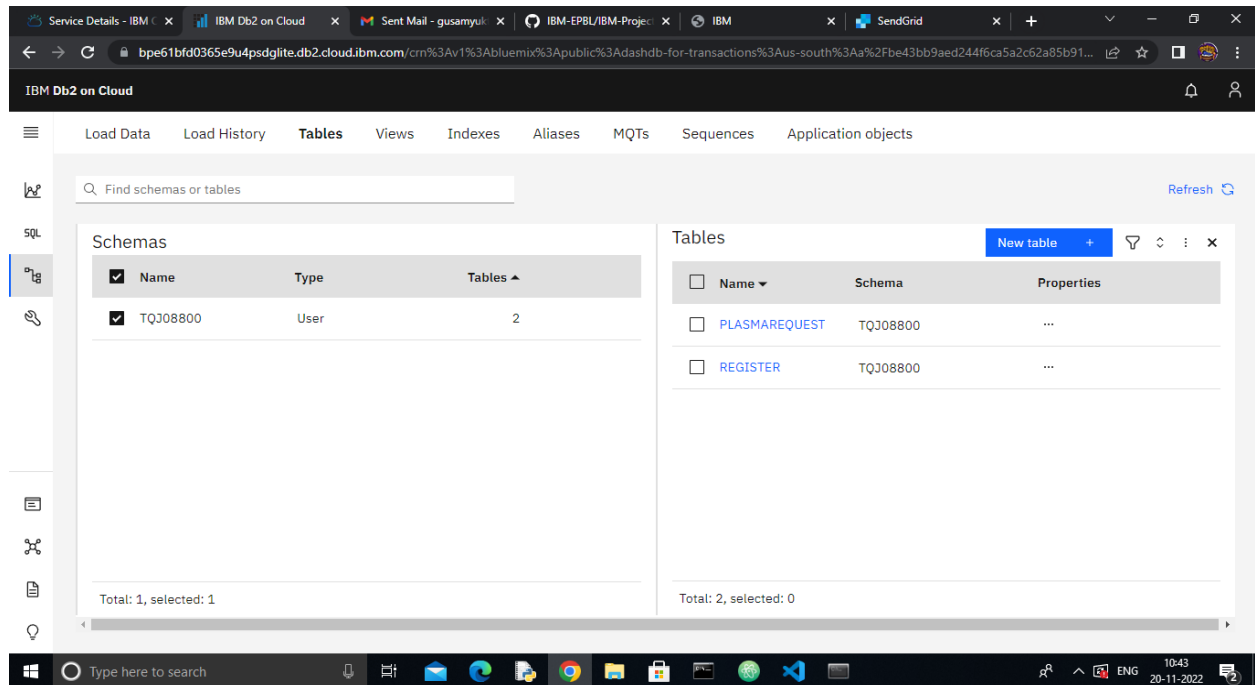 Service Details - IBM C
IBM Db2 on Cloud
Sent Mail - gusamyuk
IBM-EPBL/IBM-Project
IBM
SendGrid
bpe61bfd0365e9u4psdglite.db2.cloud.ibm.com/crn%3Av1%3Abluemix%3Apublic%3Adashdb-for-transactions%3Aus-south%3Aa%2Fbe43bb9aed244f6ca5a2c62a85b91...
IBM Db2 on Cloud
Load Data Load History Tables Views Indexes Aliases MQTs Sequences Application objects
Find schemas or tables
Refresh
SQL
Schemas
Name Type Tables
TQJ08800 User 2
Total: 1, selected: 1
Tables
New table +
Name Schema Properties
PLASMAREQUEST TQJ08800 ...
REGISTER TQJ08800 ...
Total: 2, selected: 0
Type here to search
ENG
10:43
20-11-2022
2